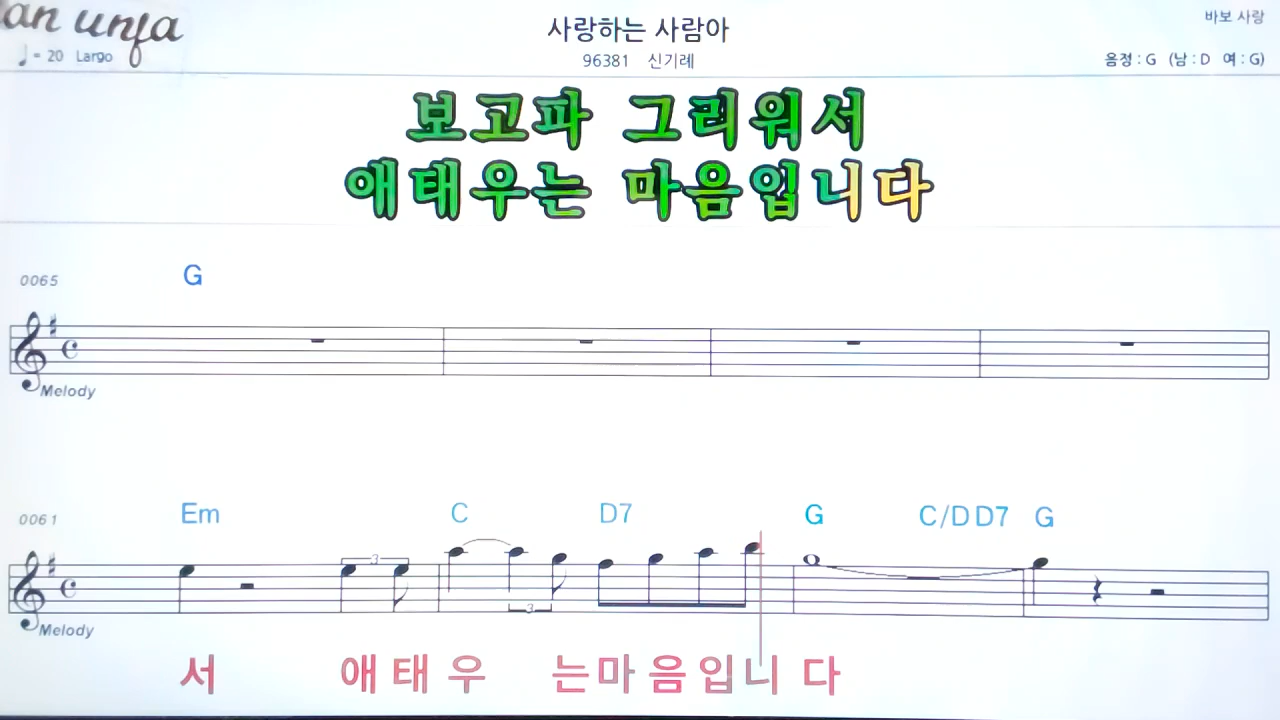 an unfa
바보 사랑
사랑하는 사람아
♩= 20 Largo
96381 신기례
음정 : G (남 : D 여 : G)
보고파 그리워서
애태우는 마음입니다
0065 G
Melody
0061 Em C D7 G C/D D7 G
3 3
Melody
서 애 태 우 는 마 음 입 니 다